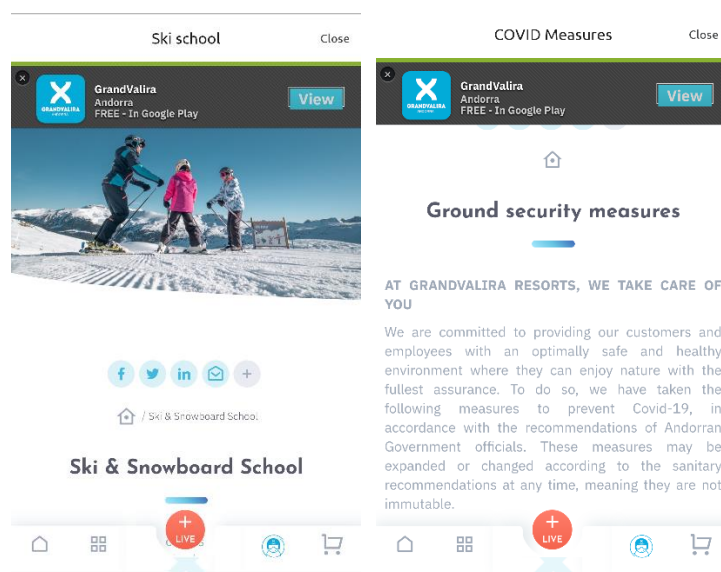 Ski school
Close
GrandValira
Andorra
FREE - In Google Play
View
GRANDVALIRA
/ Ski & Snowboard School
Ski & Snowboard School
+
LIVE
COVID Measures
Close
GrandValira
Andorra
FREE - In Google Play
View
GRANDVALIRA
Ground security measures
AT GRANDVALIRA RESORTS, WE TAKE CARE OF
YOU
We are committed to providing our customers and
employees with an optimally safe and healthy
environment where they can enjoy nature with the
fullest assurance. To do so, we have taken the
following measures to prevent Covid-19, in
accordance with the recommendations of Andorran
Government officials. These measures may be
expanded or changed according to the sanitary
recommendations at any time, meaning they are not
immutable.
+
LIVE